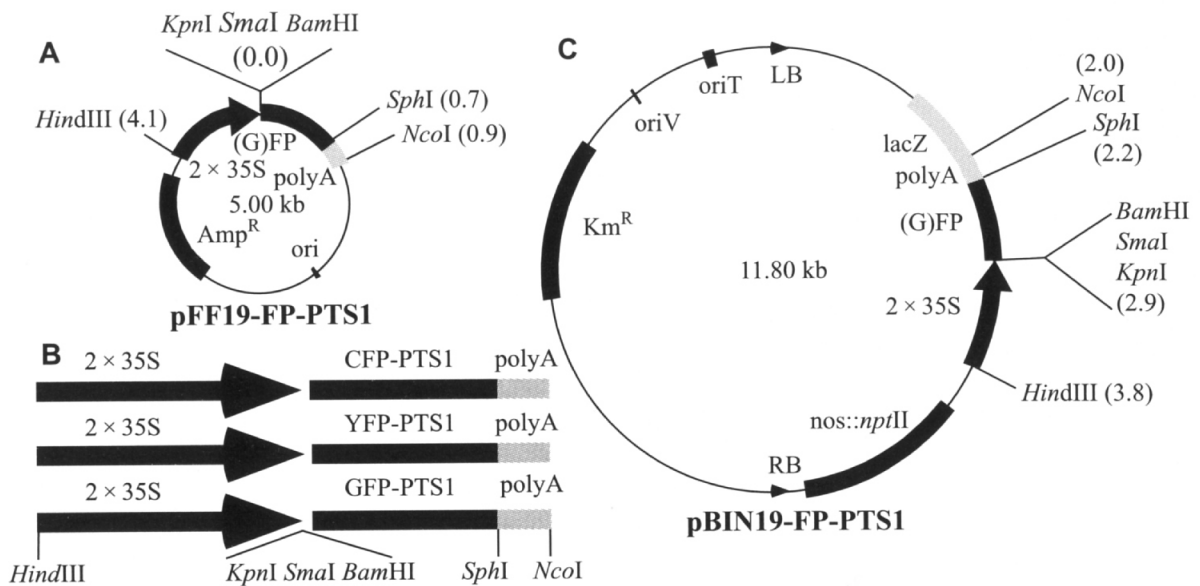 A
KpnI SmaI BamHI
(0.0)
HindIII (4.1)
SphI (0.7)
NcoI (0.9)
(G)FP
2 × 35S
polyA
5.00 kb
AmpR
ori
pFF19-FP-PTS1
B
2 × 35S CFP-PTS1 polyA
2 × 35S YFP-PTS1 polyA
2 × 35S GFP-PTS1 polyA
HindIII KpnI SmaI BamHI SphI NcoI
C
LB
oriT
oriV
KmR
lacZ
polyA
(G)FP
(2.0)
NcoI
SphI
(2.2)
BamHI
SmaI
KpnI
(2.9)
11.80 kb
2 × 35S
HindIII (3.8)
nos::nptII
RB
pBIN19-FP-PTS1